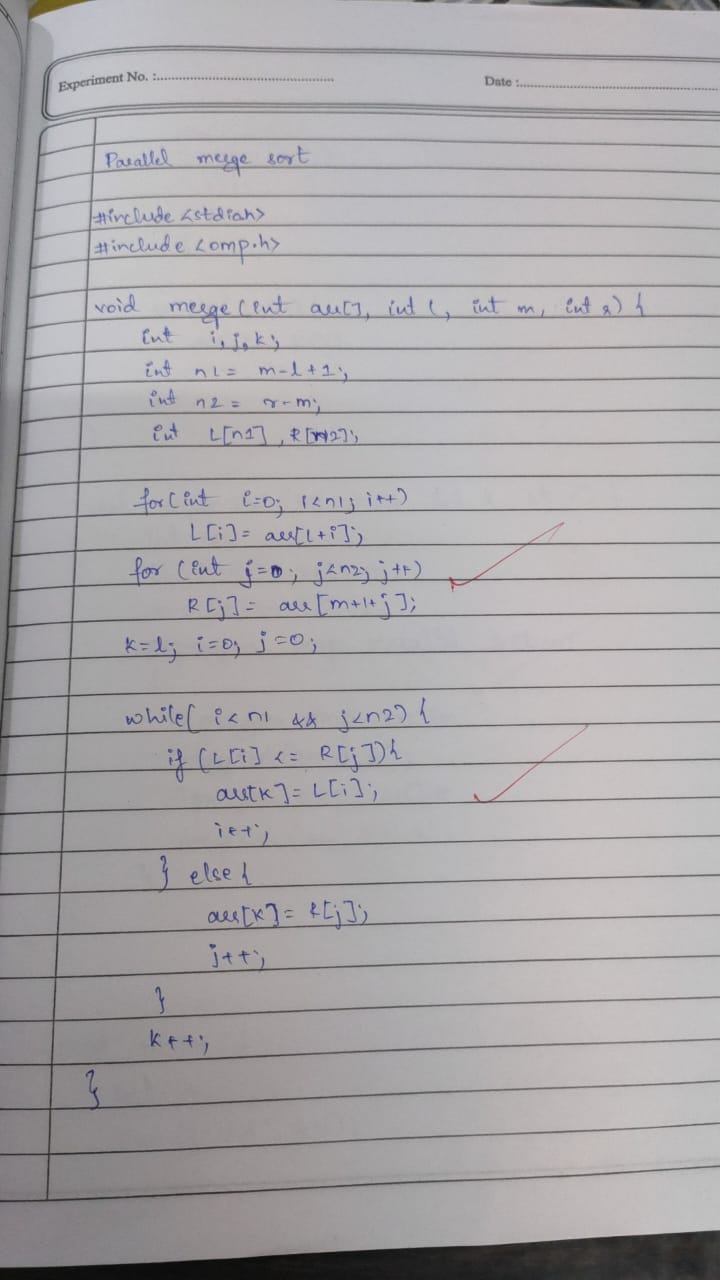 Experiment No. :
Date :
Parallel merge sort
#include <stdio.h>
#include <omp.h>
void merge (int arr[], int l, int m, int r) {
int i, j, k;
int n1 = m-l+1;
int n2 = r-m;
int L[n1], R[n2];
for (int i=0; i<n1; i++)
L[i] = arr[l+i];
for (int j=0; j<n2; j++)
R[j] = arr[m+1+j];
k=l; i=0; j=0;
while( i<n1 && j<n2) {
if (L[i] <= R[j]) {
arr[k] = L[i];
i++;
} else {
arr[k] = R[j];
j++;
}
k++;
}